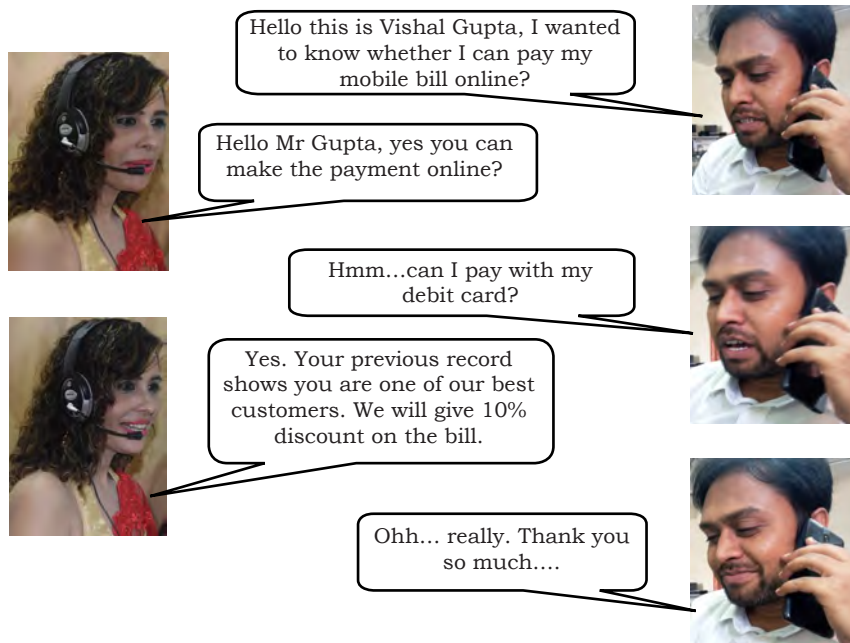 Hello this is Vishal Gupta, I wanted
to know whether I can pay my
mobile bill online?
Hello Mr Gupta, yes you can
make the payment online?
Hmm...can I pay with my
debit card?
Yes. Your previous record
shows you are one of our best
customers. We will give 10%
discount on the bill.
Ohh... really. Thank you
so much....